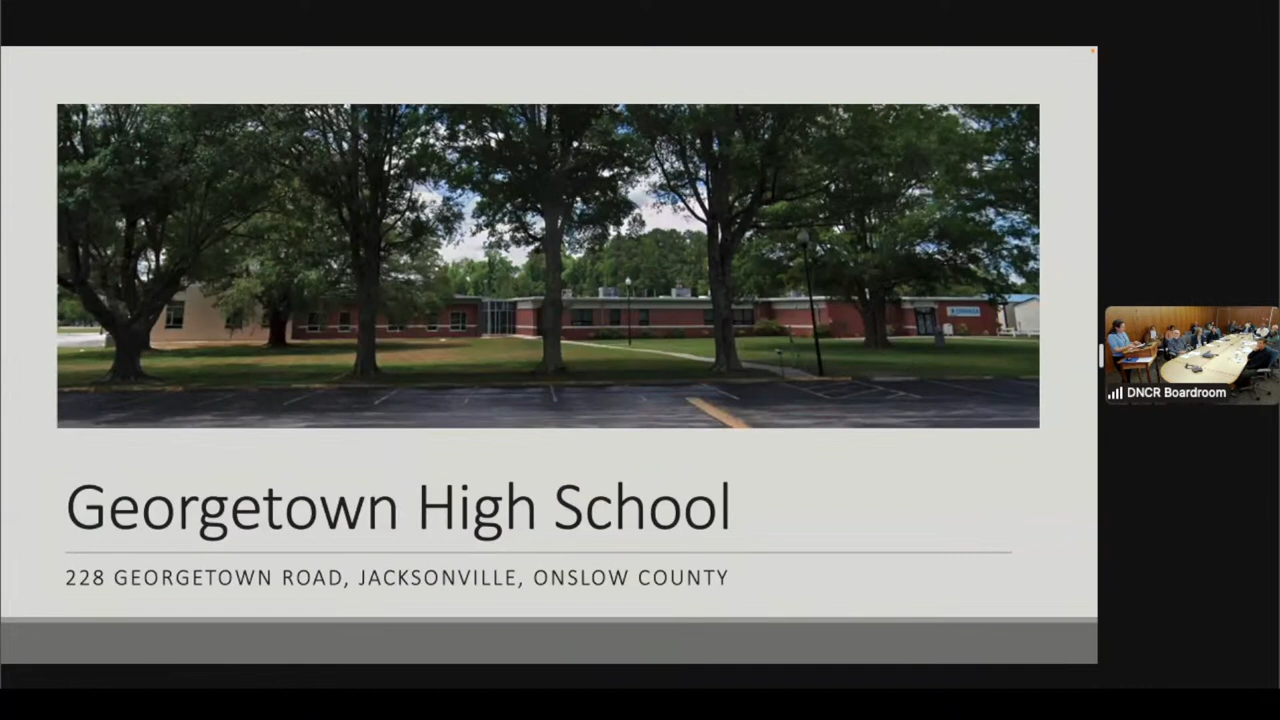 Georgetown High School
228 GEORGETOWN ROAD, JACKSONVILLE, ONSLOW COUNTY
DNCR Boardroom